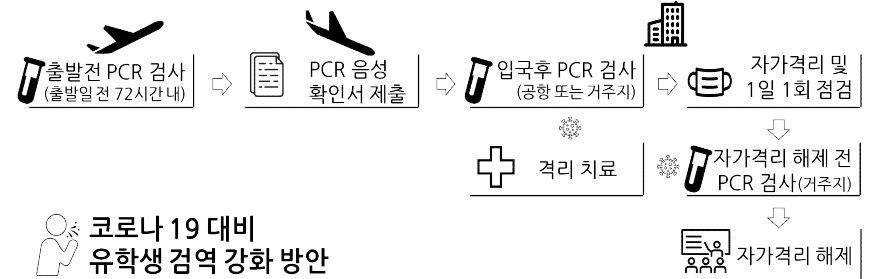 출발전 PCR 검사
(출발일 전 72시간 내)
PCR 음성
확인서 제출
입국후 PCR 검사
(공항 또는 거주지)
자가격리 및
1일 1회 점검
격리 치료
자가격리 해제 전
PCR 검사(거주지)
자가격리 해제
코로나 19 대비
유학생 검역 강화 방안